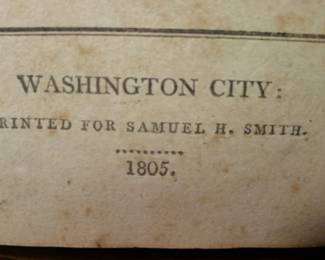 WASHINGTON CITY:
RINTED FOR SAMUEL H. SMITH.
1805.